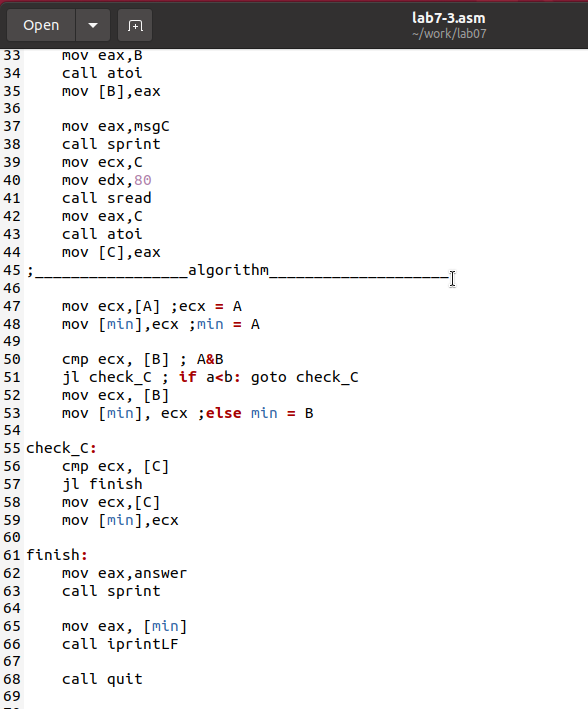 Open
lab7-3.asm
~/work/lab07
33 mov eax,B
34 call atoi
35 mov [B],eax
36
37 mov eax,msgC
38 call sprint
39 mov ecx,C
40 mov edx,80
41 call sread
42 mov eax,C
43 call atoi
44 mov [C],eax
45 ;_________________algorithm____________________
46
47 mov ecx,[A] ;ecx = A
48 mov [min],ecx ;min = A
49
50 cmp ecx, [B] ; A&B
51 jl check_C ; if a<b: goto check_C
52 mov ecx, [B]
53 mov [min], ecx ;else min = B
54
55 check_C:
56 cmp ecx, [C]
57 jl finish
58 mov ecx,[C]
59 mov [min],ecx
60
61 finish:
62 mov eax,answer
63 call sprint
64
65 mov eax, [min]
66 call iprintLF
67
68 call quit
69